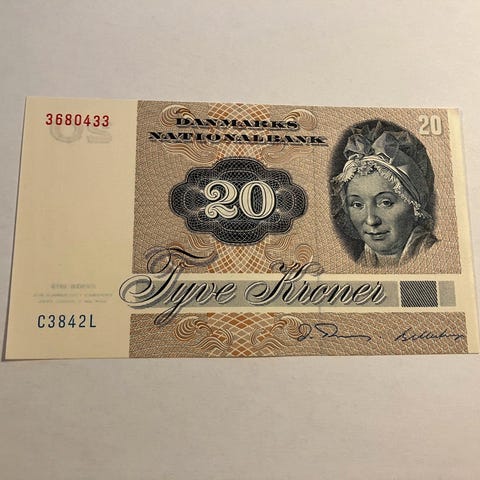 3680433
DANMARKS
NATIONALBANK
20
20
Tyve Kroner
C3842L